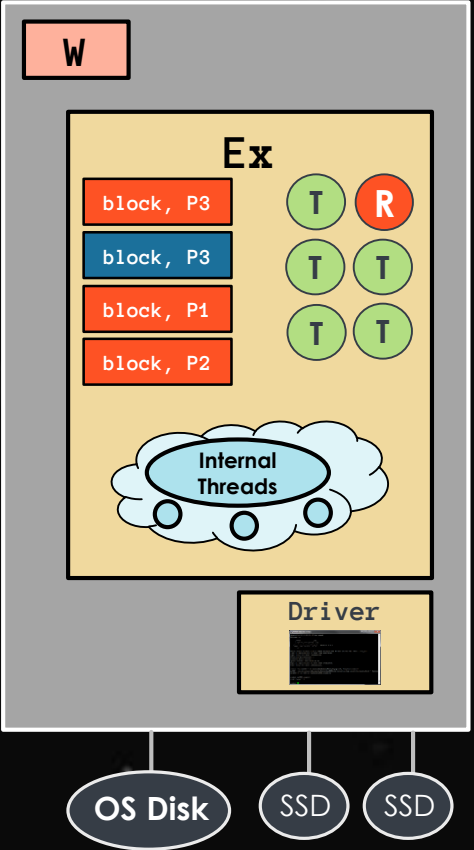 W
Ex
block, P3
block, P3
block, P1
block, P2
T R
T T
T T
Internal
Threads
Driver
OS Disk
SSD
SSD